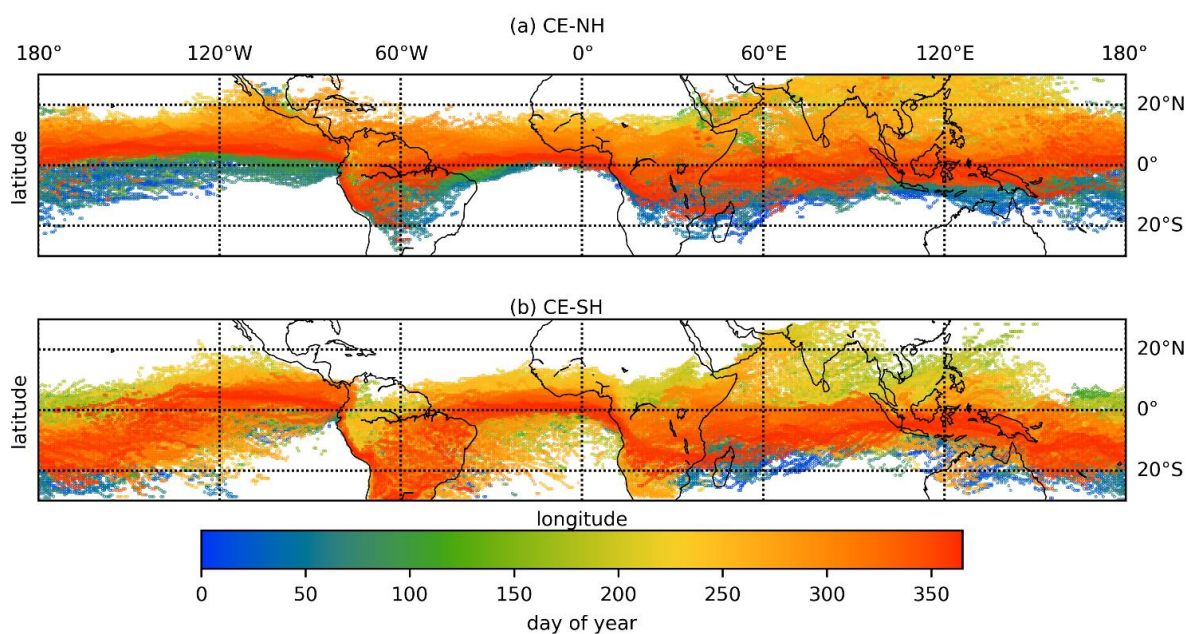 (a) CE-NH
180° 120°W 60°W 0° 60°E 120°E 180°
20°N
0°
20°S
latitude
(b) CE-SH
20°N
0°
20°S
latitude
longitude
0 50 100 150 200 250 300 350
day of year